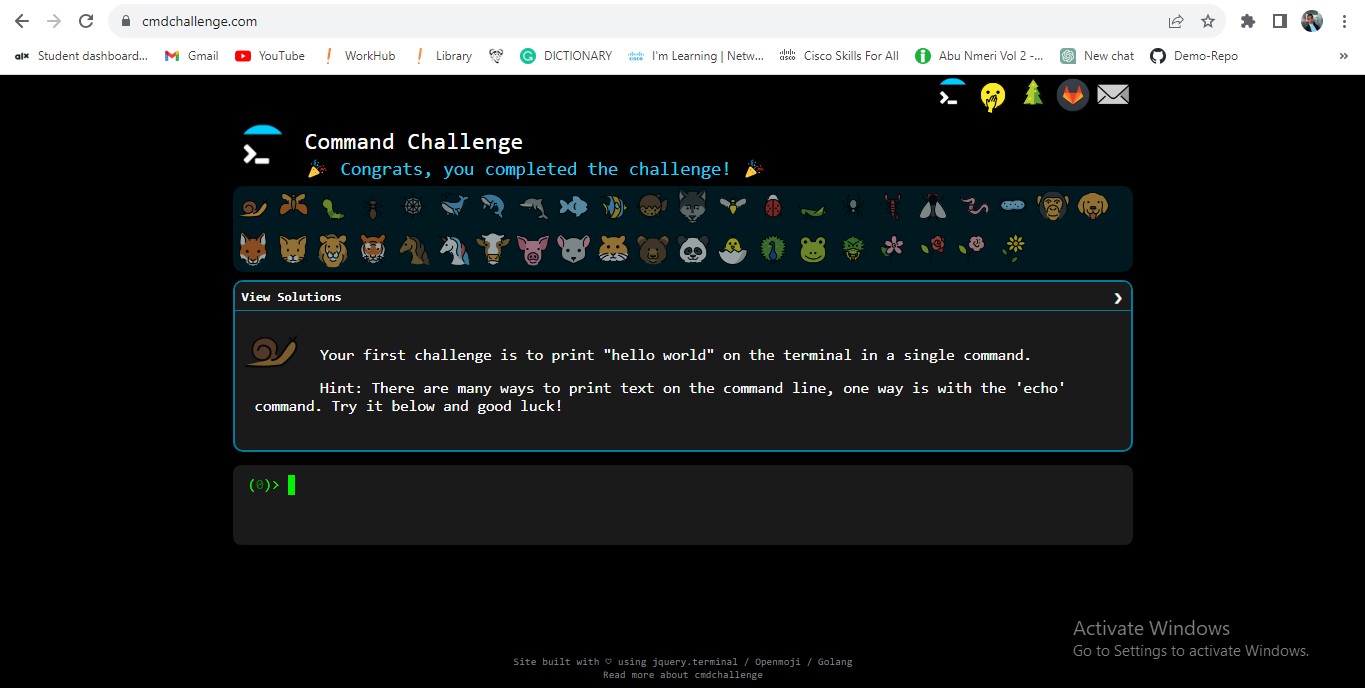 cmdchallenge.com
alx Student dashboard... Gmail YouTube WorkHub Library DICTIONARY I'm Learning | Netw... Cisco Skills For All Abu Nmeri Vol 2 -... New chat Demo-Repo »
Command Challenge
Congrats, you completed the challenge!
View Solutions
Your first challenge is to print "hello world" on the terminal in a single command.
Hint: There are many ways to print text on the command line, one way is with the 'echo'
command. Try it below and good luck!
(0)>
Activate Windows
Go to Settings to activate Windows.
Site built with ♡ using jquery.terminal / Openmoji / Golang
Read more about cmdchallenge